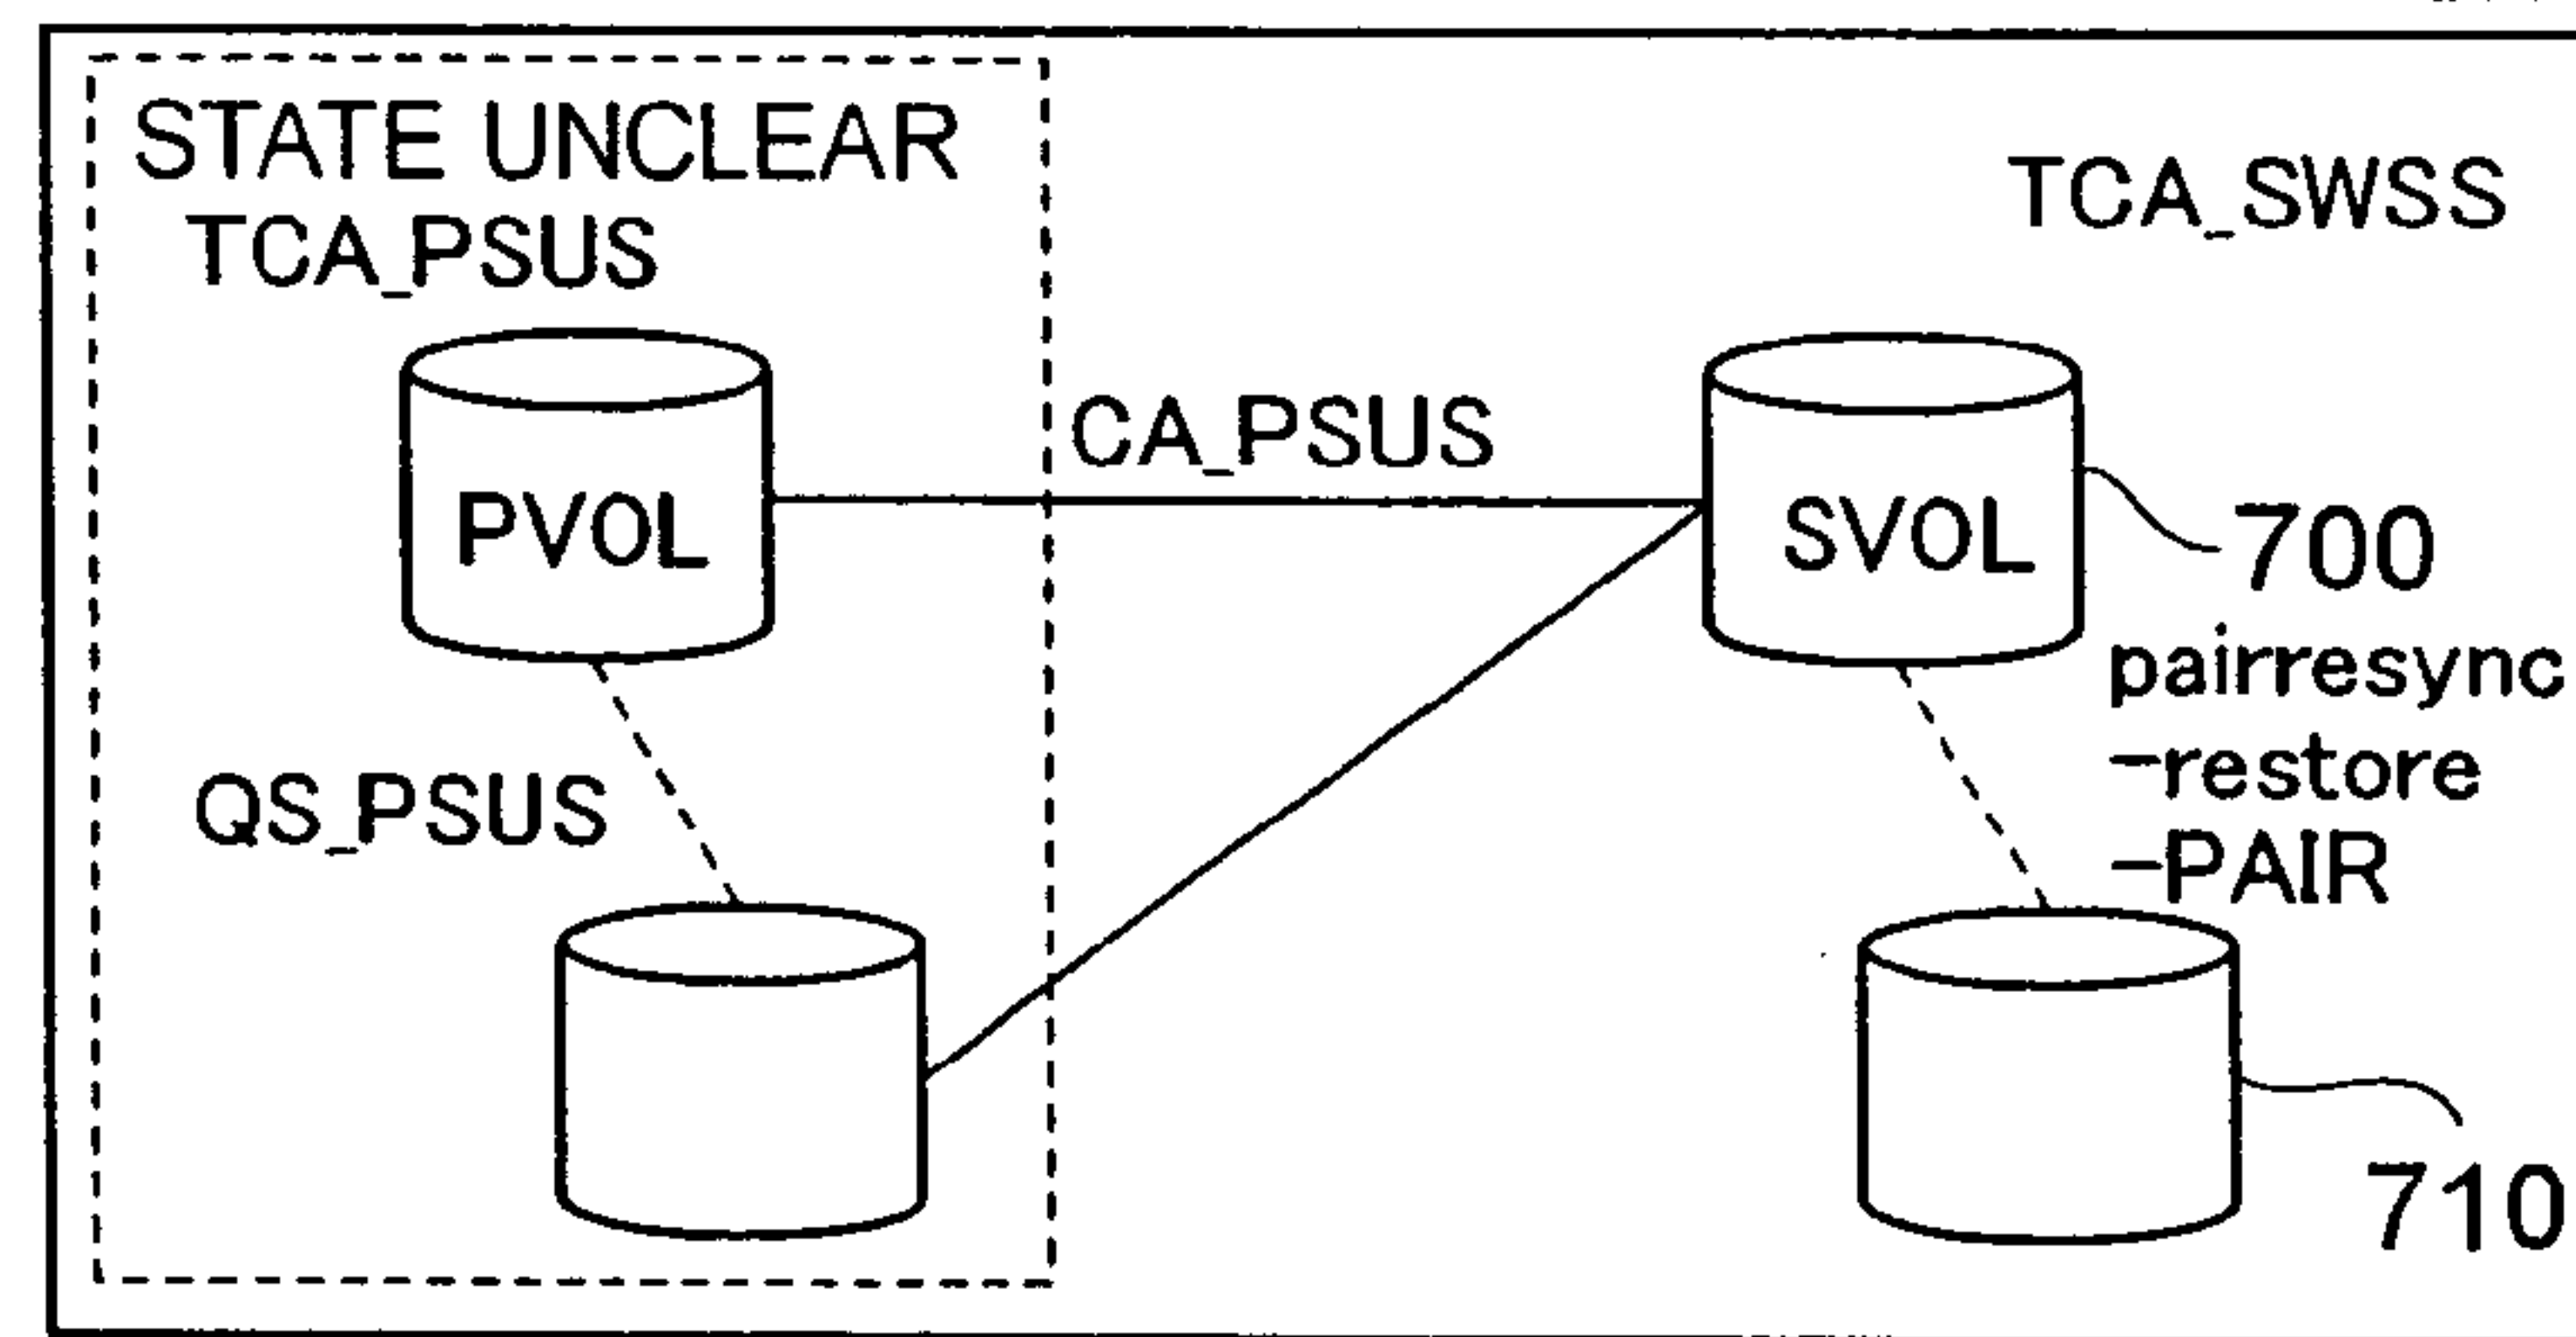 STATE UNCLEAR
TCA_PSUS
TCA_SWSS
CA_PSUS
PVOL
SVOL
700
pairresync
-restore
-PAIR
QS_PSUS
710